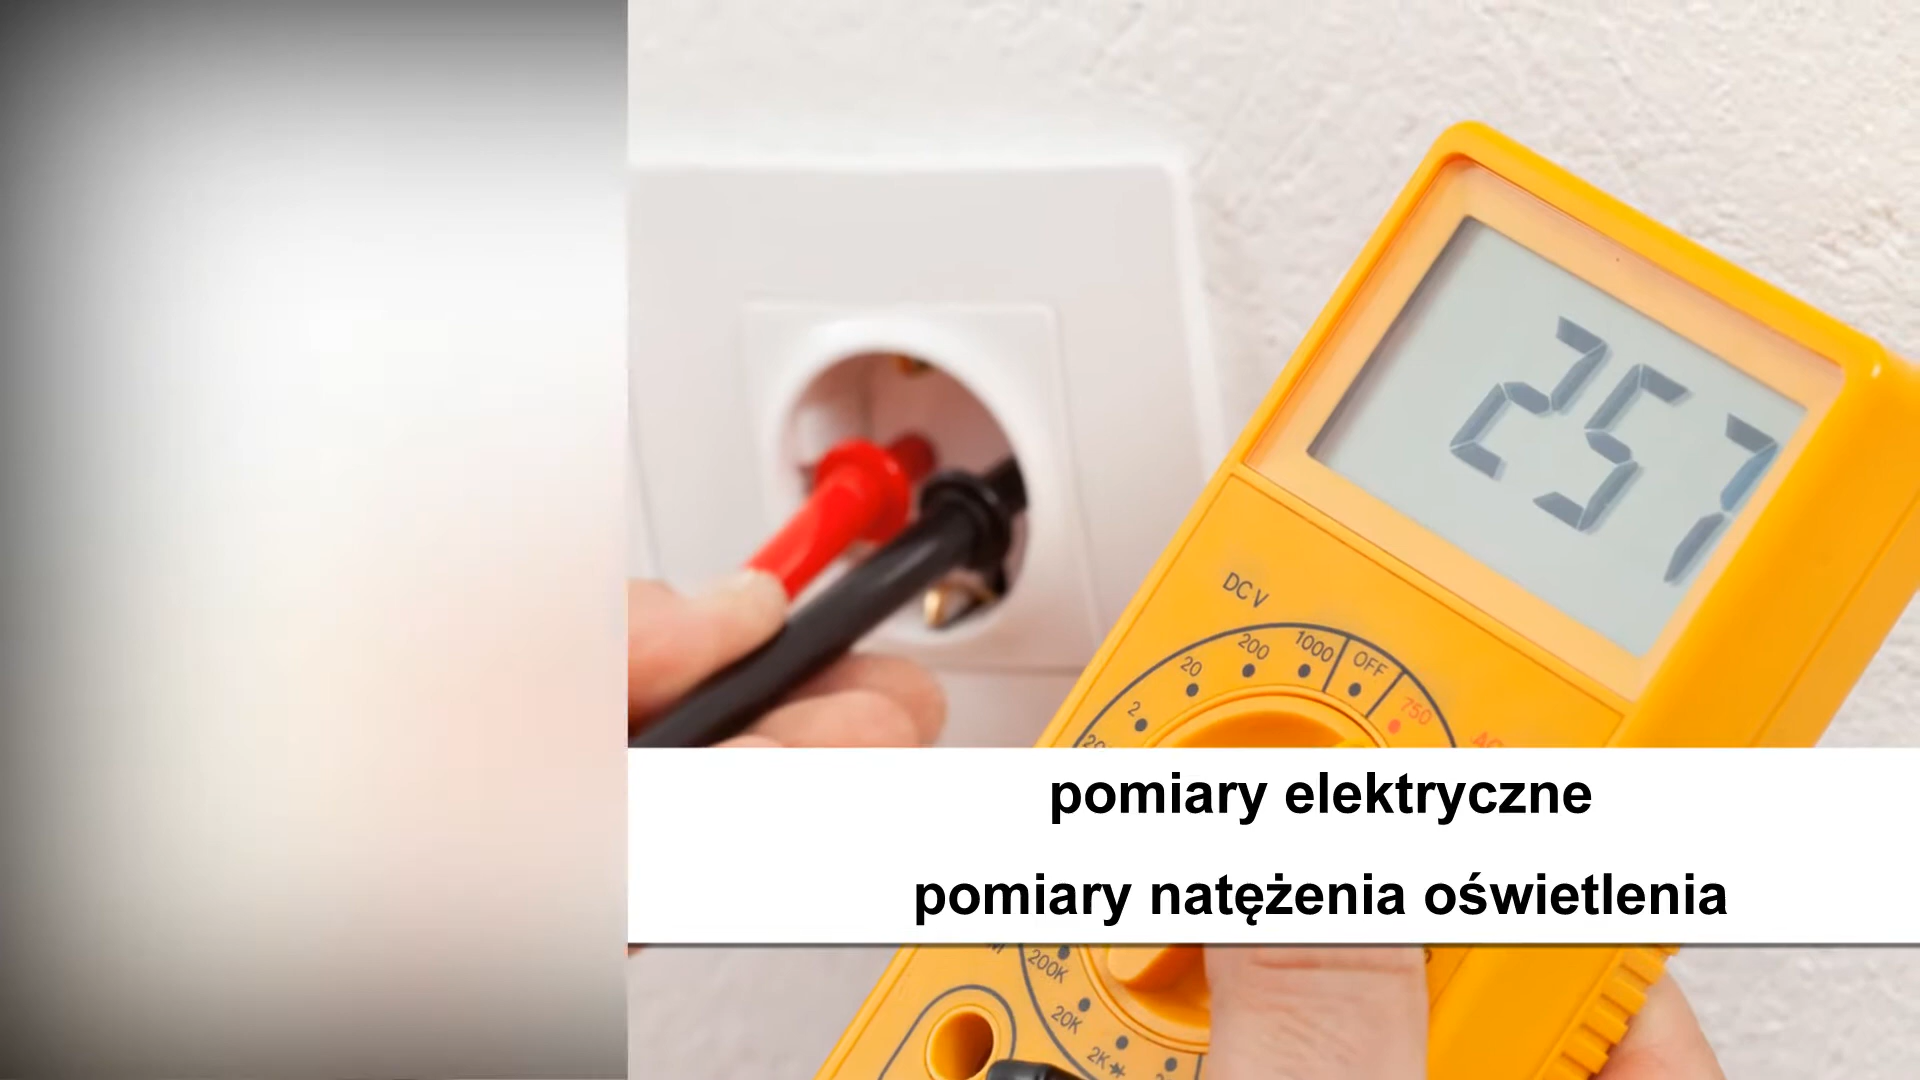 257
DC V
2
20
200
1000
OFF
750
pomiary elektryczne
pomiary natężenia oświetlenia
200K
20K
2K